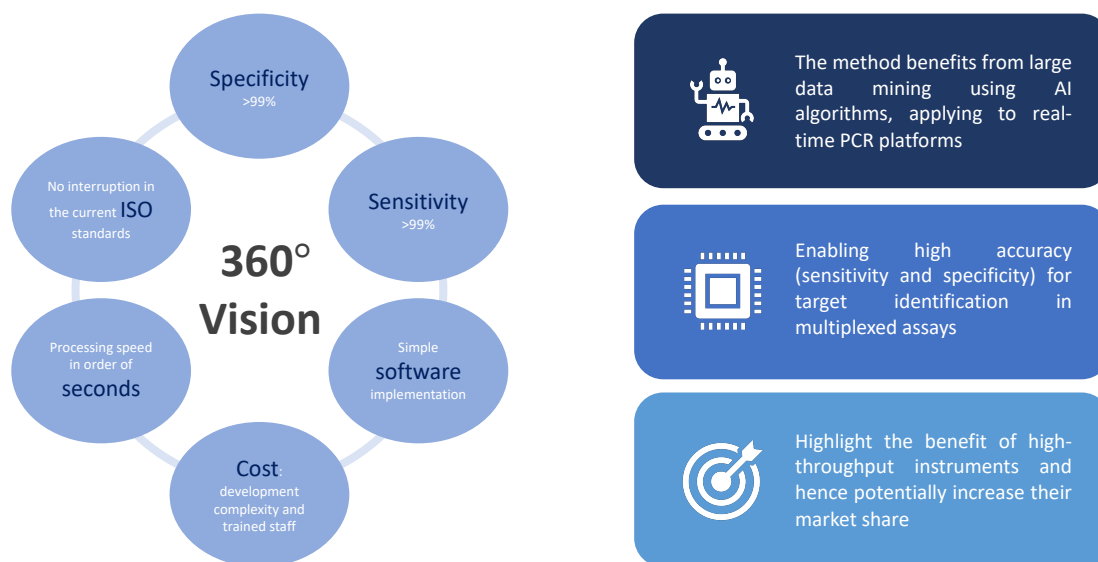 Specificity
>99%
Sensitivity
>99%
Simple
software
implementation
Cost:
development
complexity and
trained staff
Processing speed
in order of
seconds
No interruption in
the current ISO
standards
360°
Vision
The method benefits from large
data mining using AI
algorithms, applying to real-
time PCR platforms
Enabling high accuracy
(sensitivity and specificity) for
target identification in
multiplexed assays
Highlight the benefit of high-
throughput instruments and
hence potentially increase their
market share